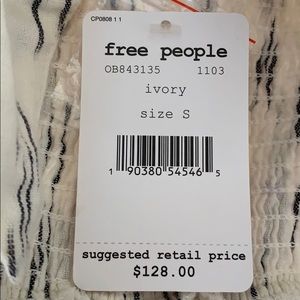 CP0808 1 1
free people
OB843135 1103
ivory
size S
1 90380 54546 5
suggested retail price
$128.00